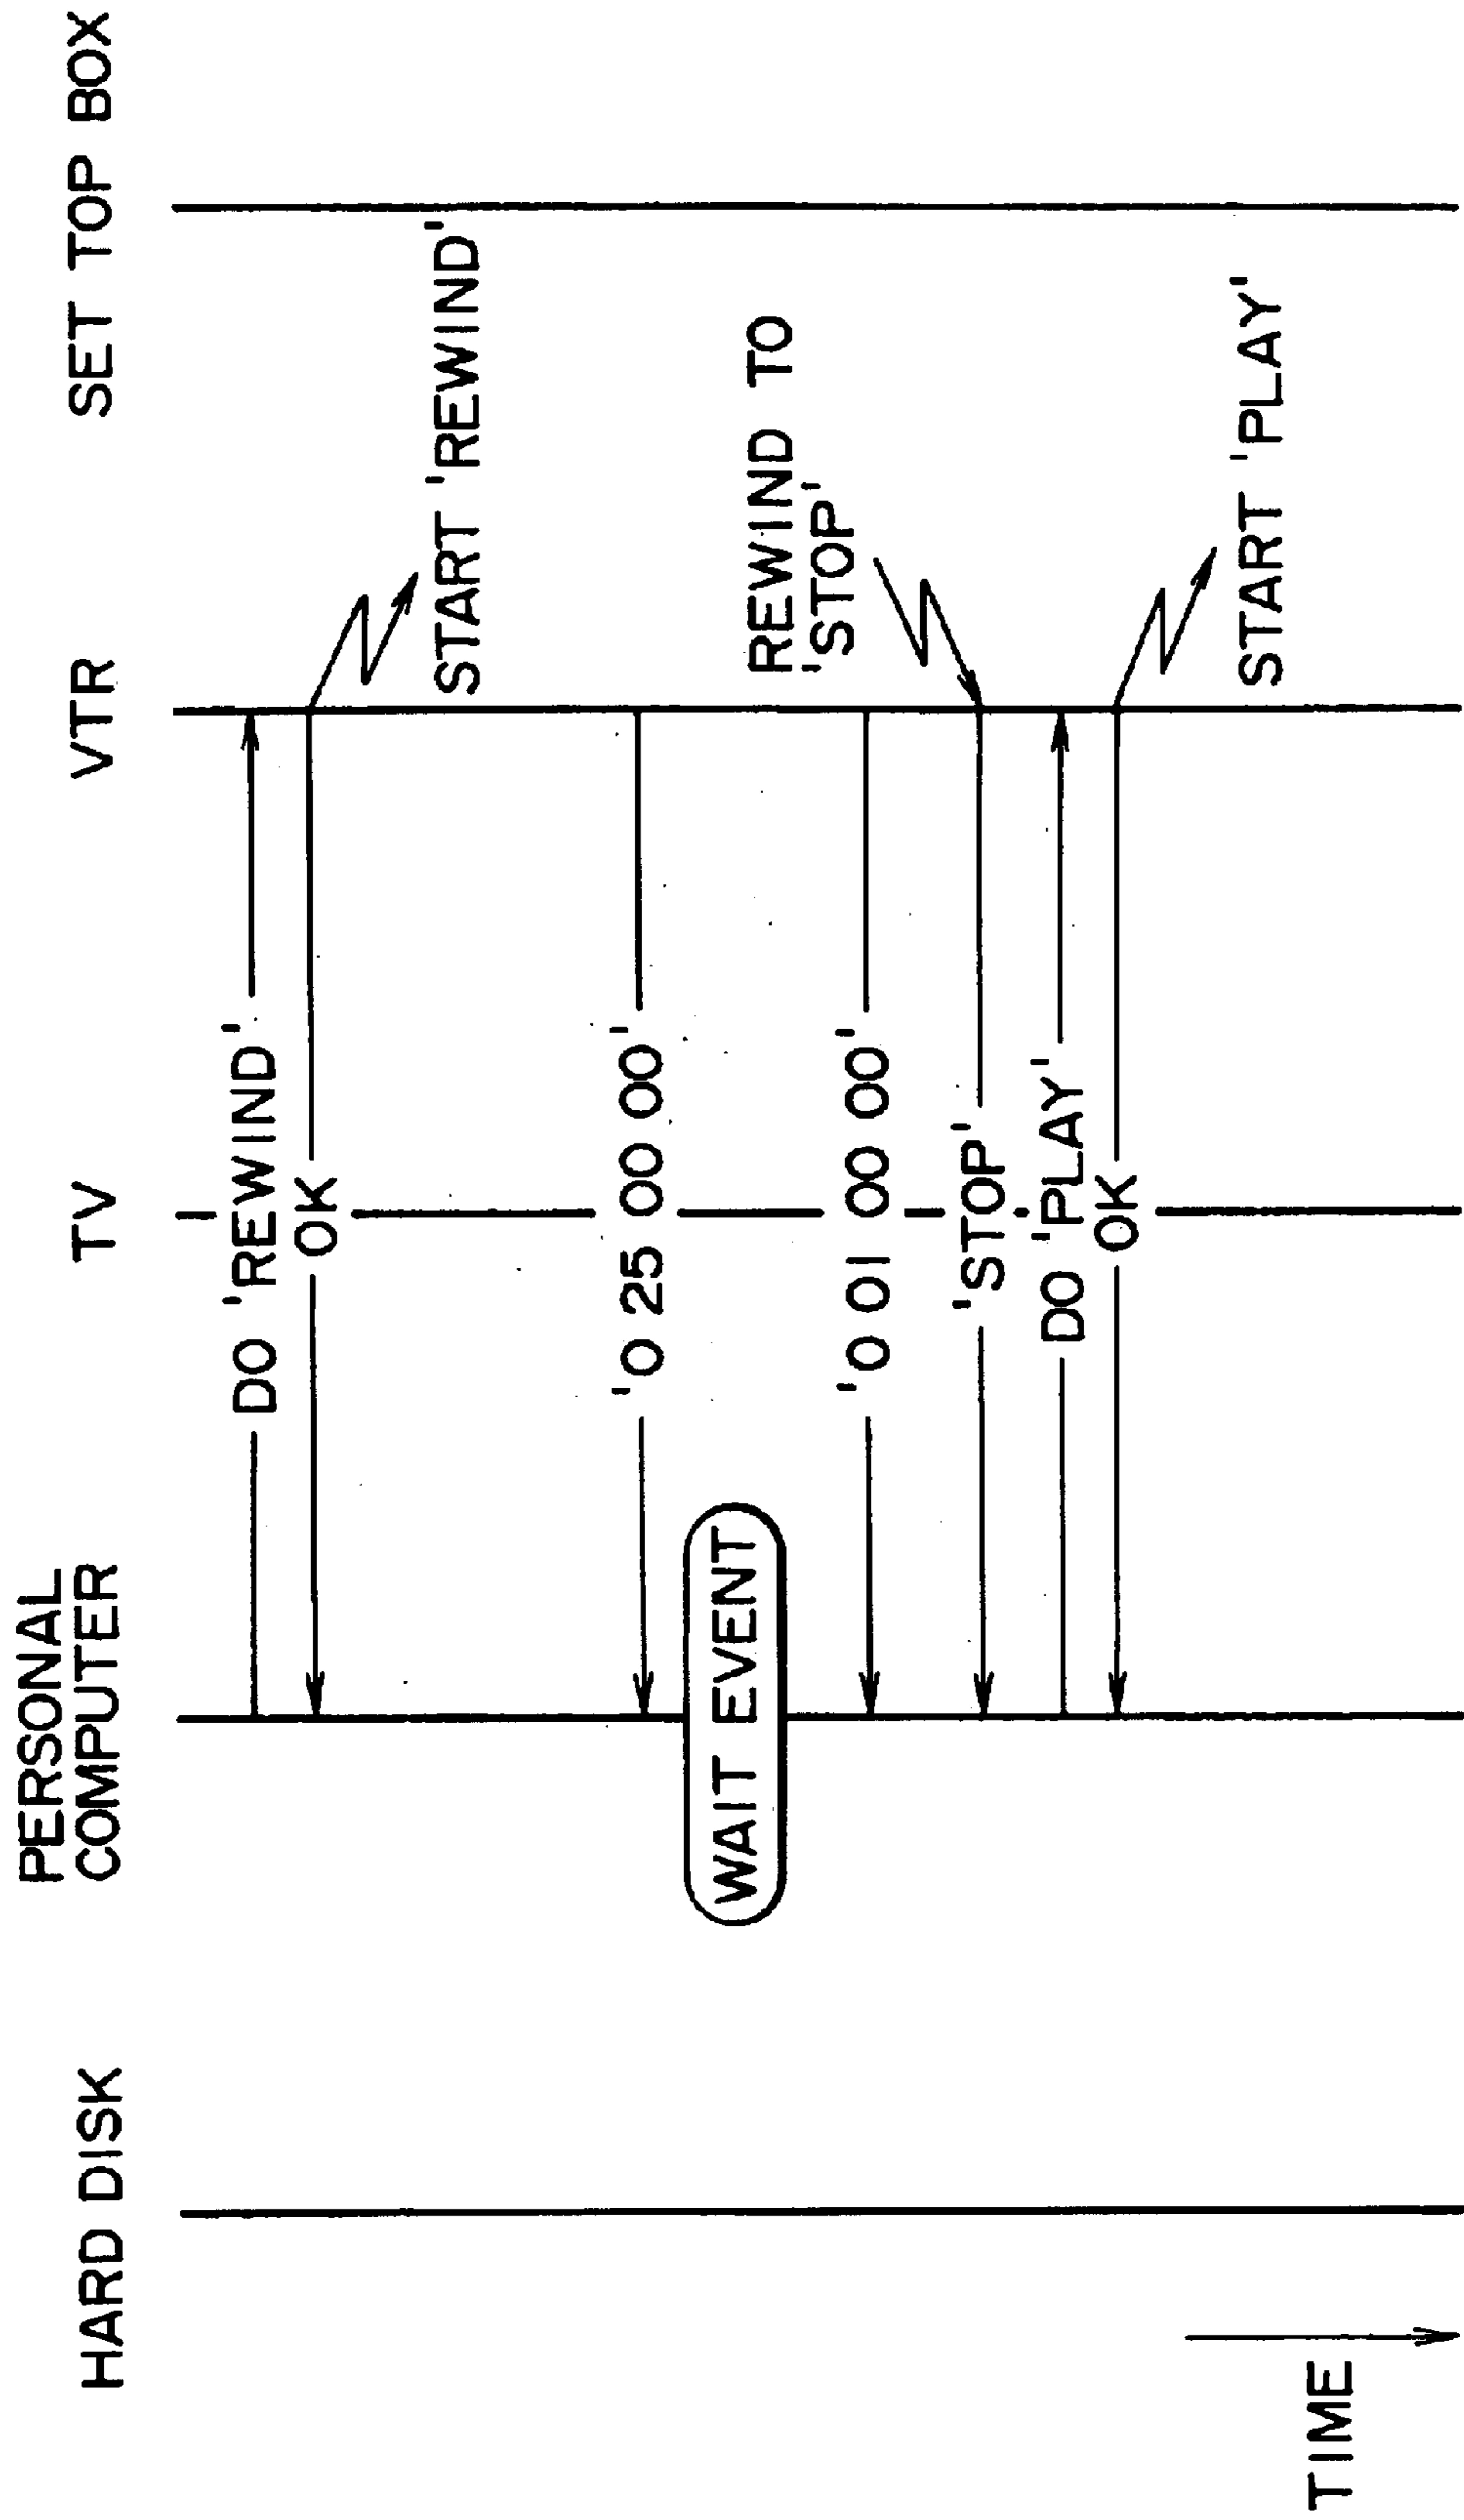 HARD DISK
PERSONAL
COMPUTER
TV
VTR
SET TOP BOX
DO 'REWIND'
OK
START 'REWIND'
'0 25 00 00'
WAIT EVENT
REWIND TO
'STOP'
'0 01 00 00'
'STOP'
DO 'PLAY'
OK
START 'PLAY'
TIME